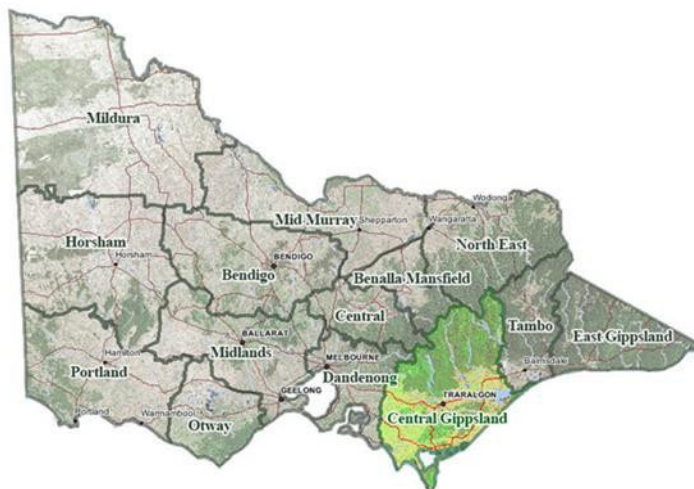 Mildura
Wodonga
Mid Murray
Shepparton
Wangaratta
Horsham
Horsham
North East
BENDIGO
Bendigo
Benalla Mansfield
Central
Tambo
East Gippsland
BALLARAT
Midlands
MELBOURNE
Hamilton
Dandenong
Bairnsdale
Portland
GEELONG
TRARALGON
Central Gippsland
Portland
Warrnambool
Otway